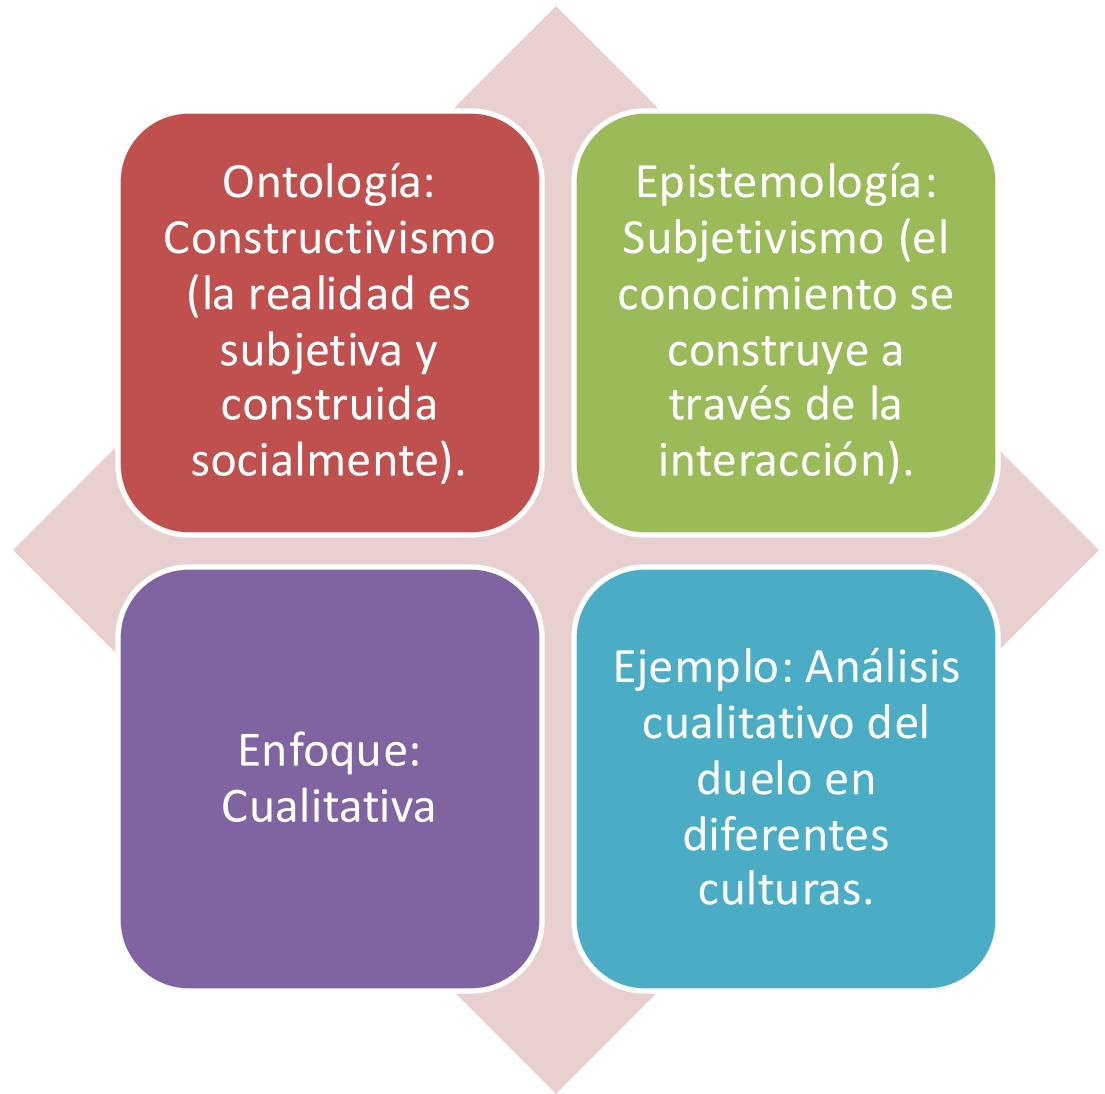 Ontología:
Constructivismo
(la realidad es
subjetiva y
construida
socialmente).
Epistemología:
Subjetivismo (el
conocimiento se
construye a
través de la
interacción).
Enfoque:
Cualitativa
Ejemplo: Análisis
cualitativo del
duelo en
diferentes
culturas.